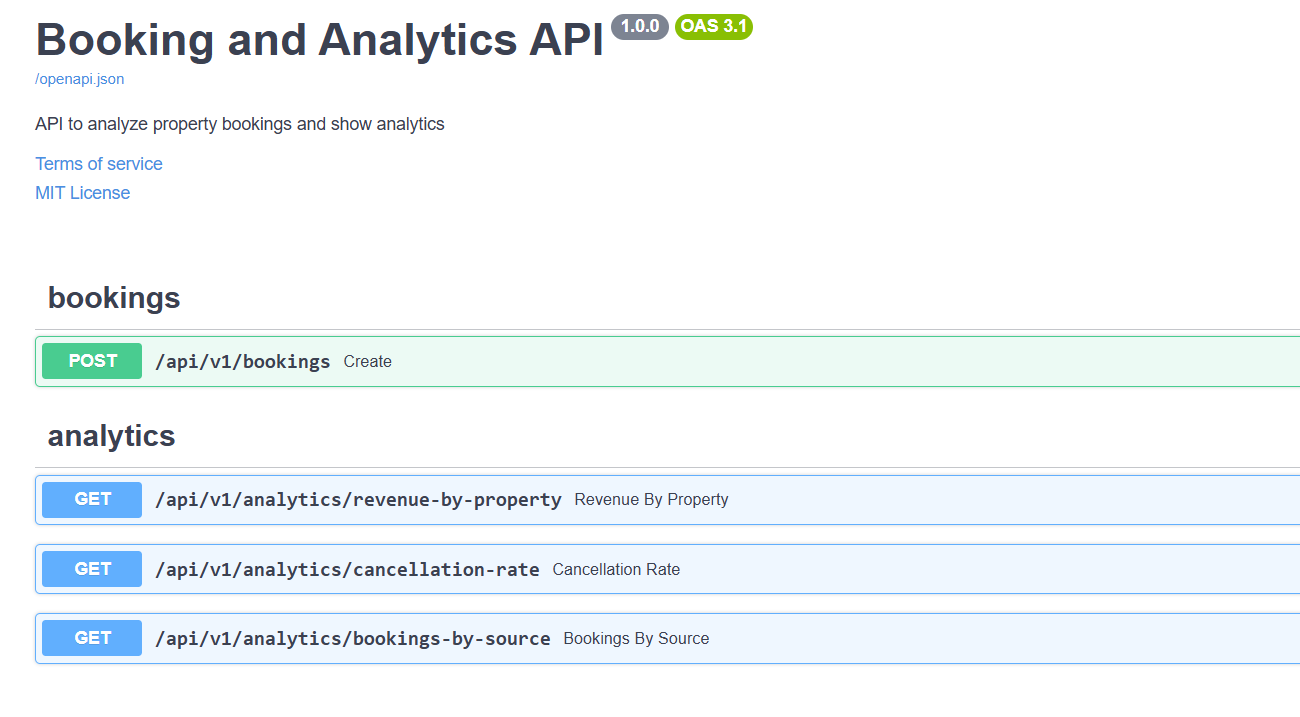 Booking and Analytics API 1.0.0 OAS 3.1
/openapi.json
API to analyze property bookings and show analytics
Terms of service
MIT License
bookings
POST /api/v1/bookings Create
analytics
GET /api/v1/analytics/revenue-by-property Revenue By Property
GET /api/v1/analytics/cancellation-rate Cancellation Rate
GET /api/v1/analytics/bookings-by-source Bookings By Source